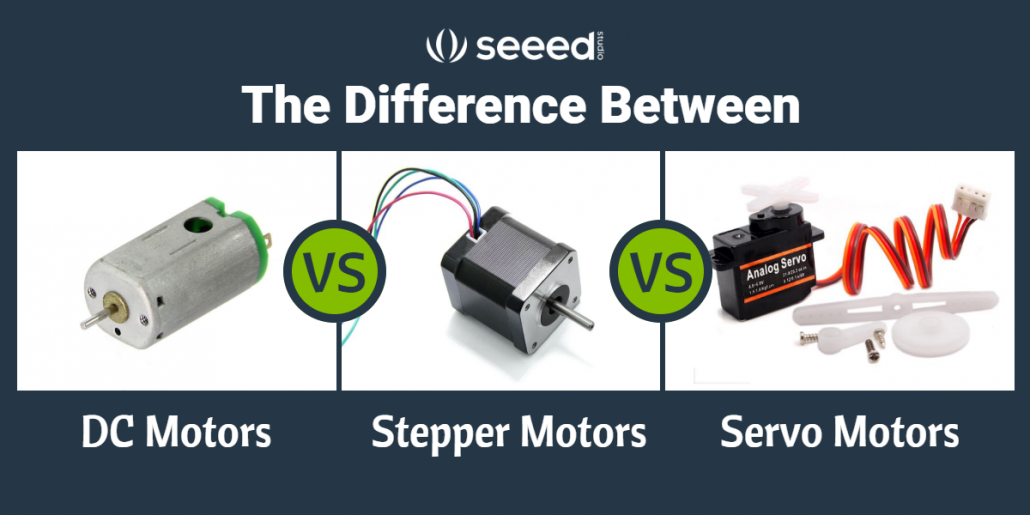 seeed
studio
The Difference Between
VS
VS
Analog Servo
DC Motors
Stepper Motors
Servo Motors